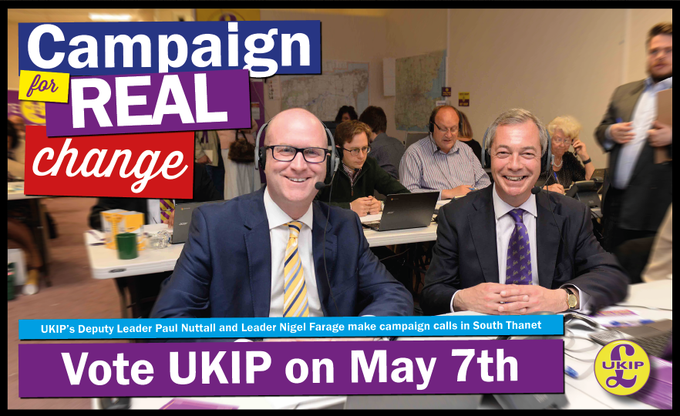 Campaign
for REAL
change
UKIP's Deputy Leader Paul Nuttall and Leader Nigel Farage make campaign calls in South Thanet
Vote UKIP on May 7th
£
UKIP